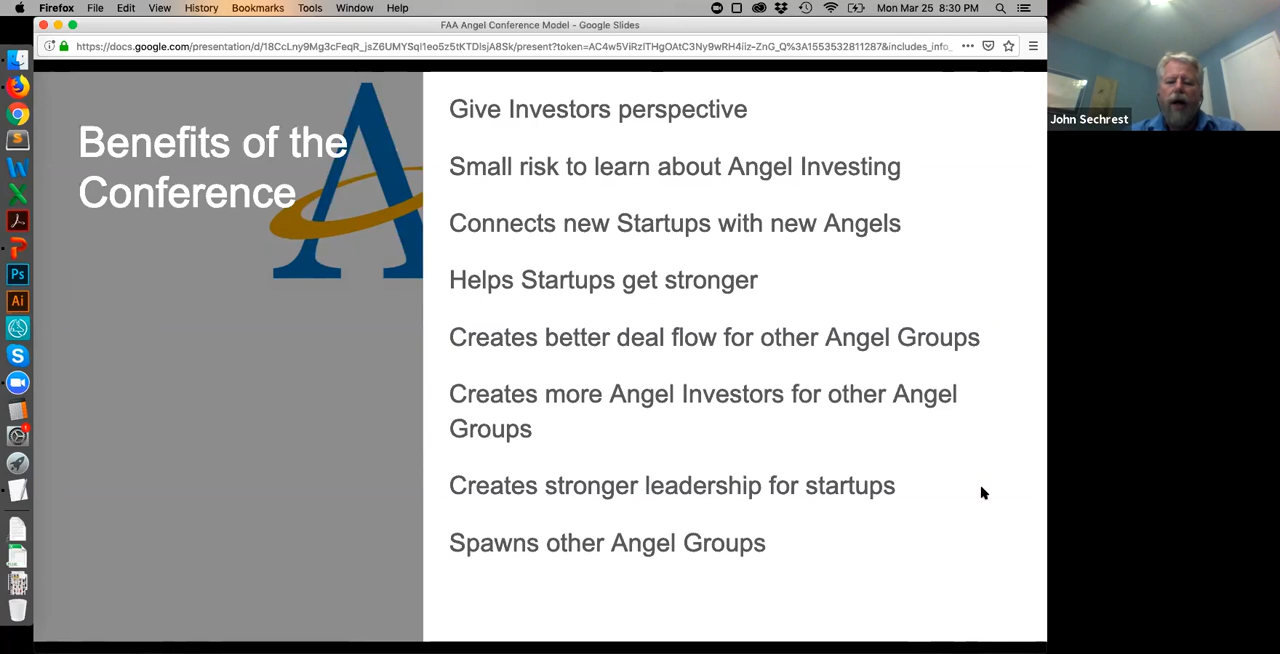 Firefox File Edit View History Bookmarks Tools Window Help Mon Mar 25 8:30 PM
FAA Angel Conference Model - Google Slides
Benefits of the
Conference
Give Investors perspective
Small risk to learn about Angel Investing
Connects new Startups with new Angels
Helps Startups get stronger
Creates better deal flow for other Angel Groups
Creates more Angel Investors for other Angel
Groups
Creates stronger leadership for startups
Spawns other Angel Groups
John Sechrest
Ps
Ai